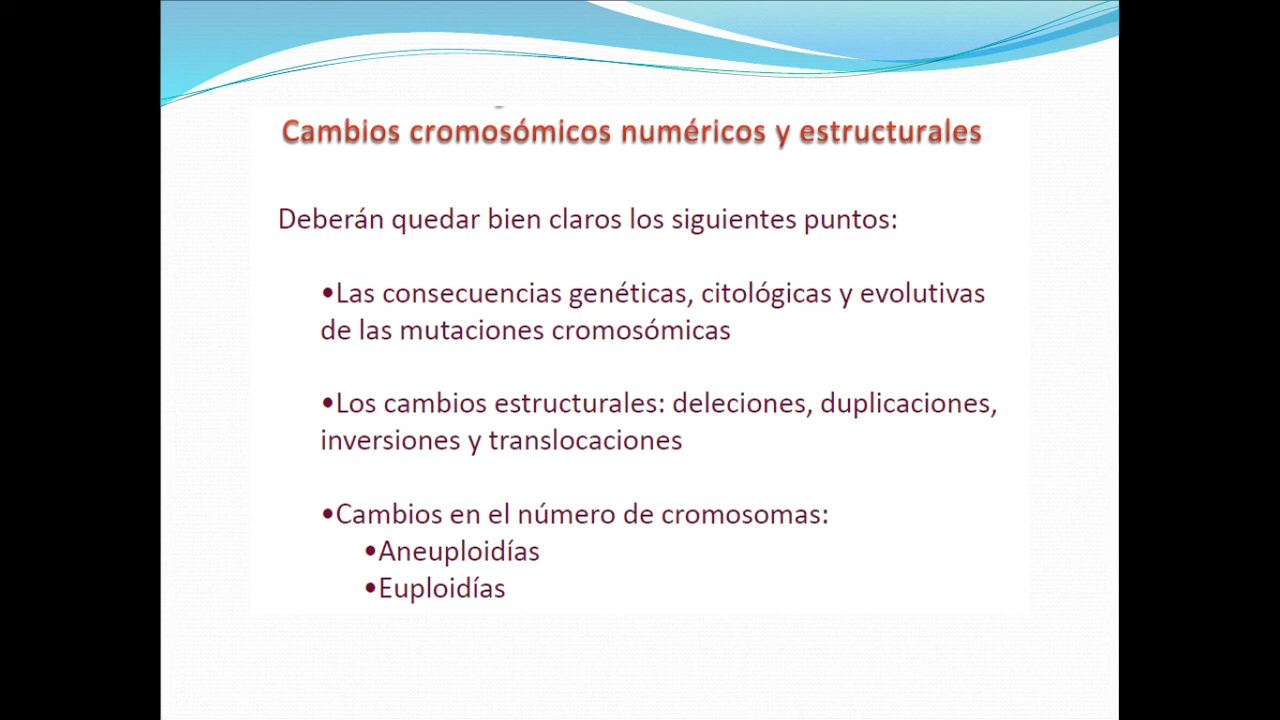 Cambios cromosómicos numéricos y estructurales
Deberán quedar bien claros los siguientes puntos:
•Las consecuencias genéticas, citológicas y evolutivas
de las mutaciones cromosómicas
•Los cambios estructurales: deleciones, duplicaciones,
inversiones y translocaciones
•Cambios en el número de cromosomas:
•Aneuploidías
•Euploidías